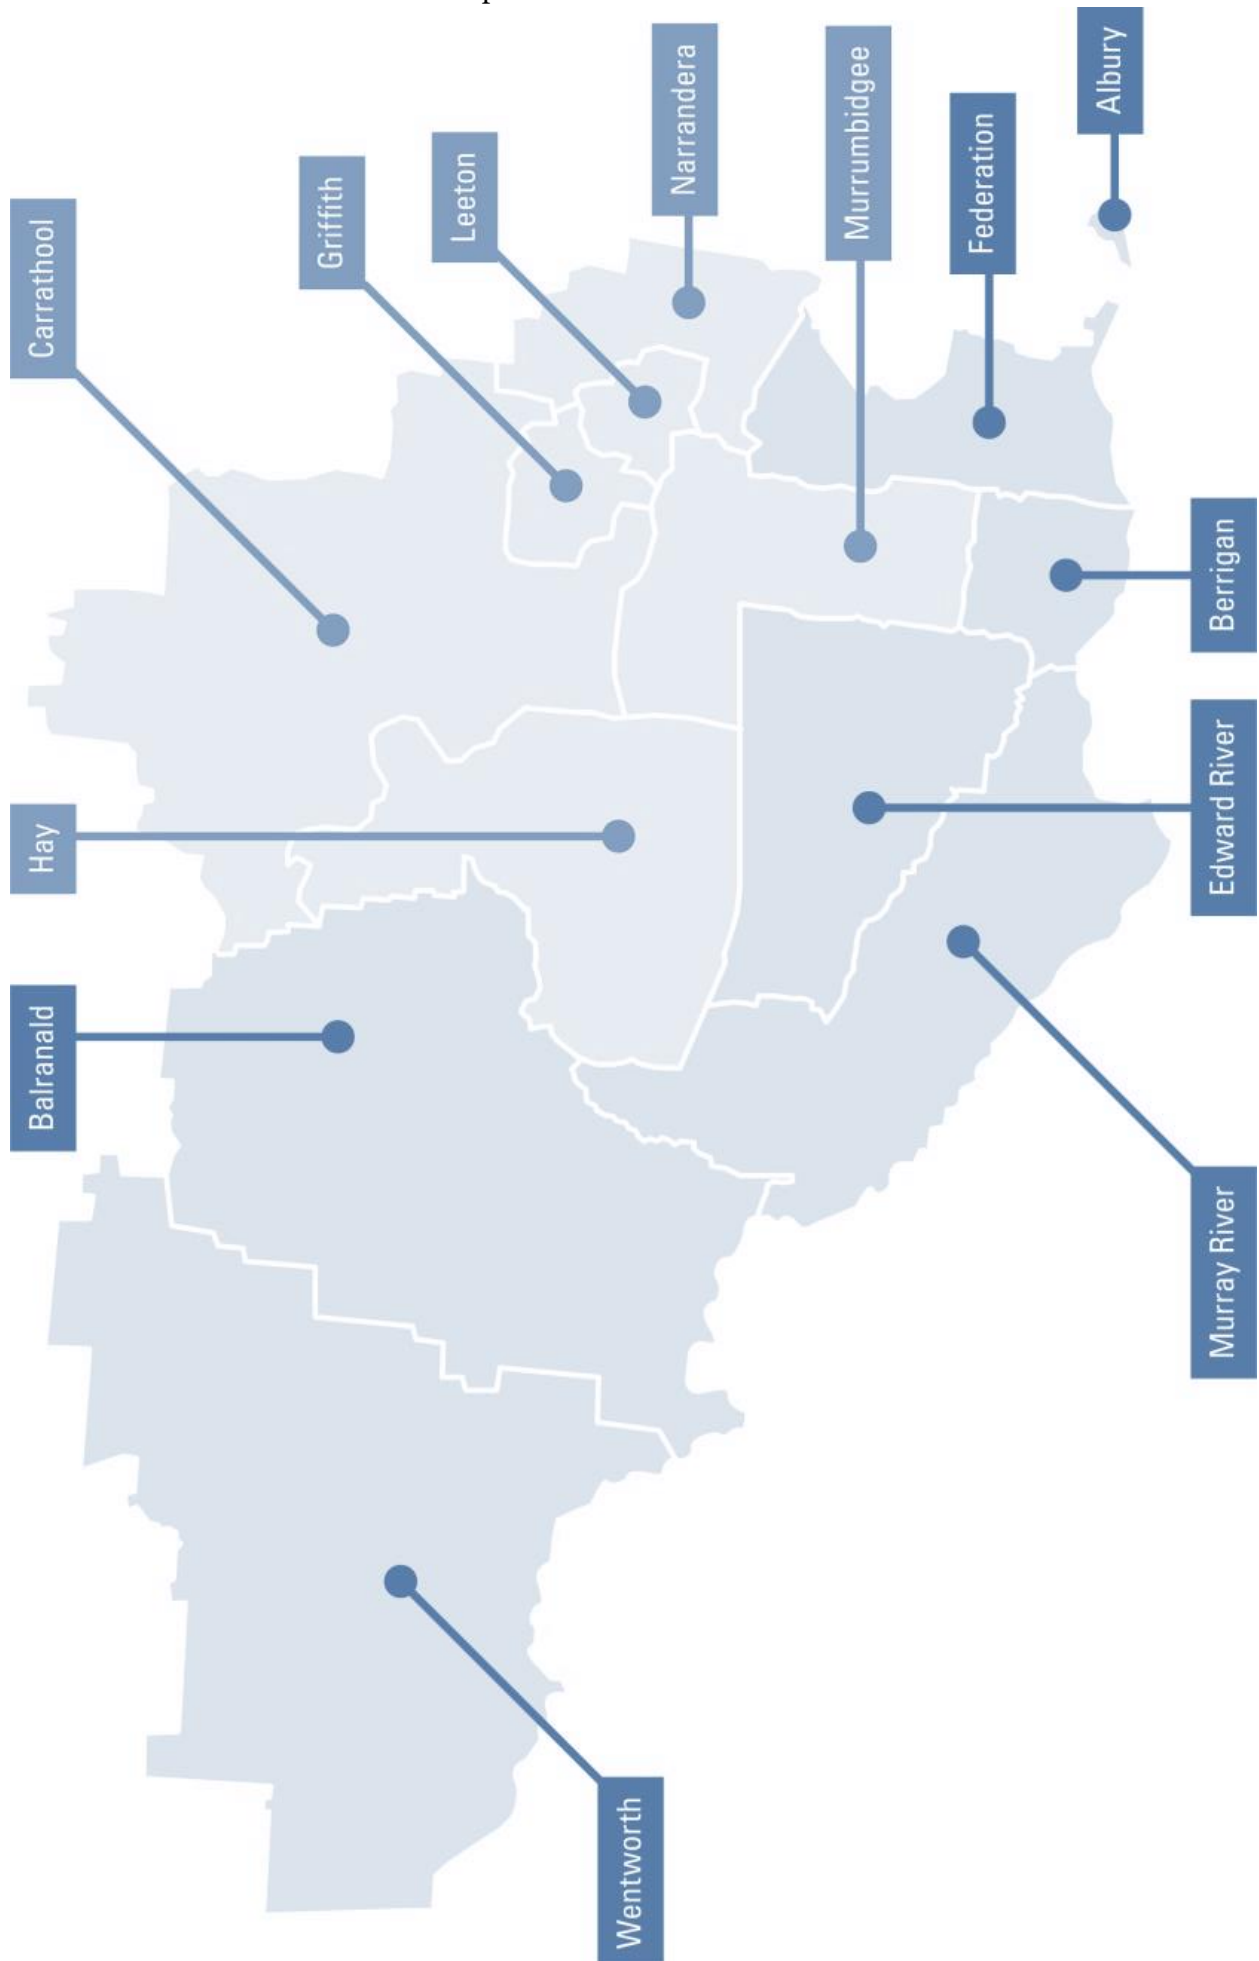 Wentworth
Balranald
Hay
Carrathool
Griffith
Leeton
Narrandera
Murrumbidgee
Federation
Albury
Murray River
Edward River
Berrigan